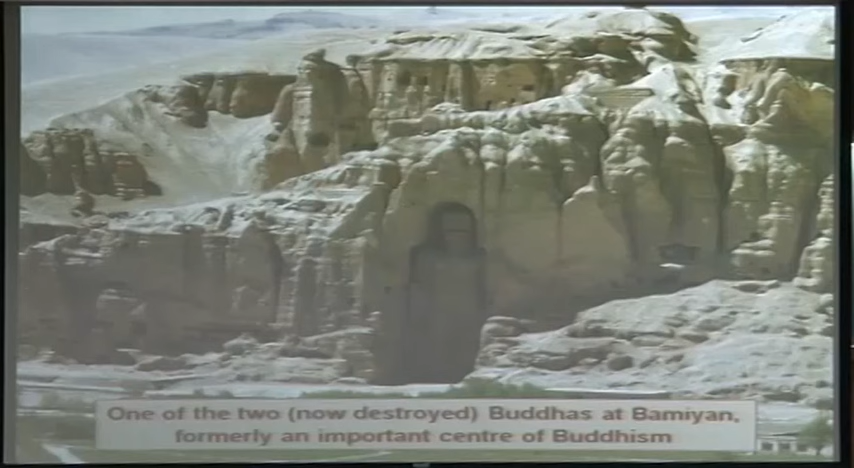 One of the two (now destroyed) Buddhas at Bamiyan,
formerly an important centre of Buddhism